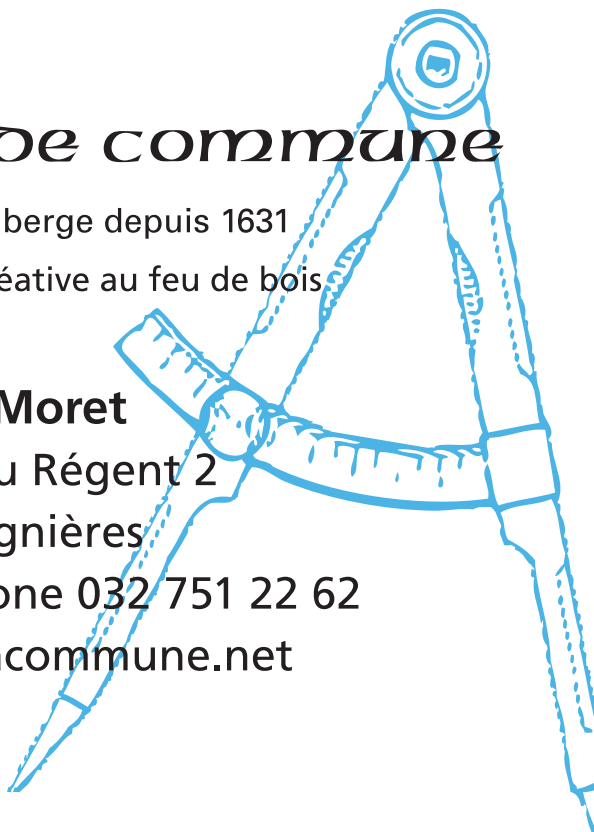 de commune
berge depuis 1631
éative au feu de bois
Moret
u Régent 2
gnières
one 032 751 22 62
commune.net